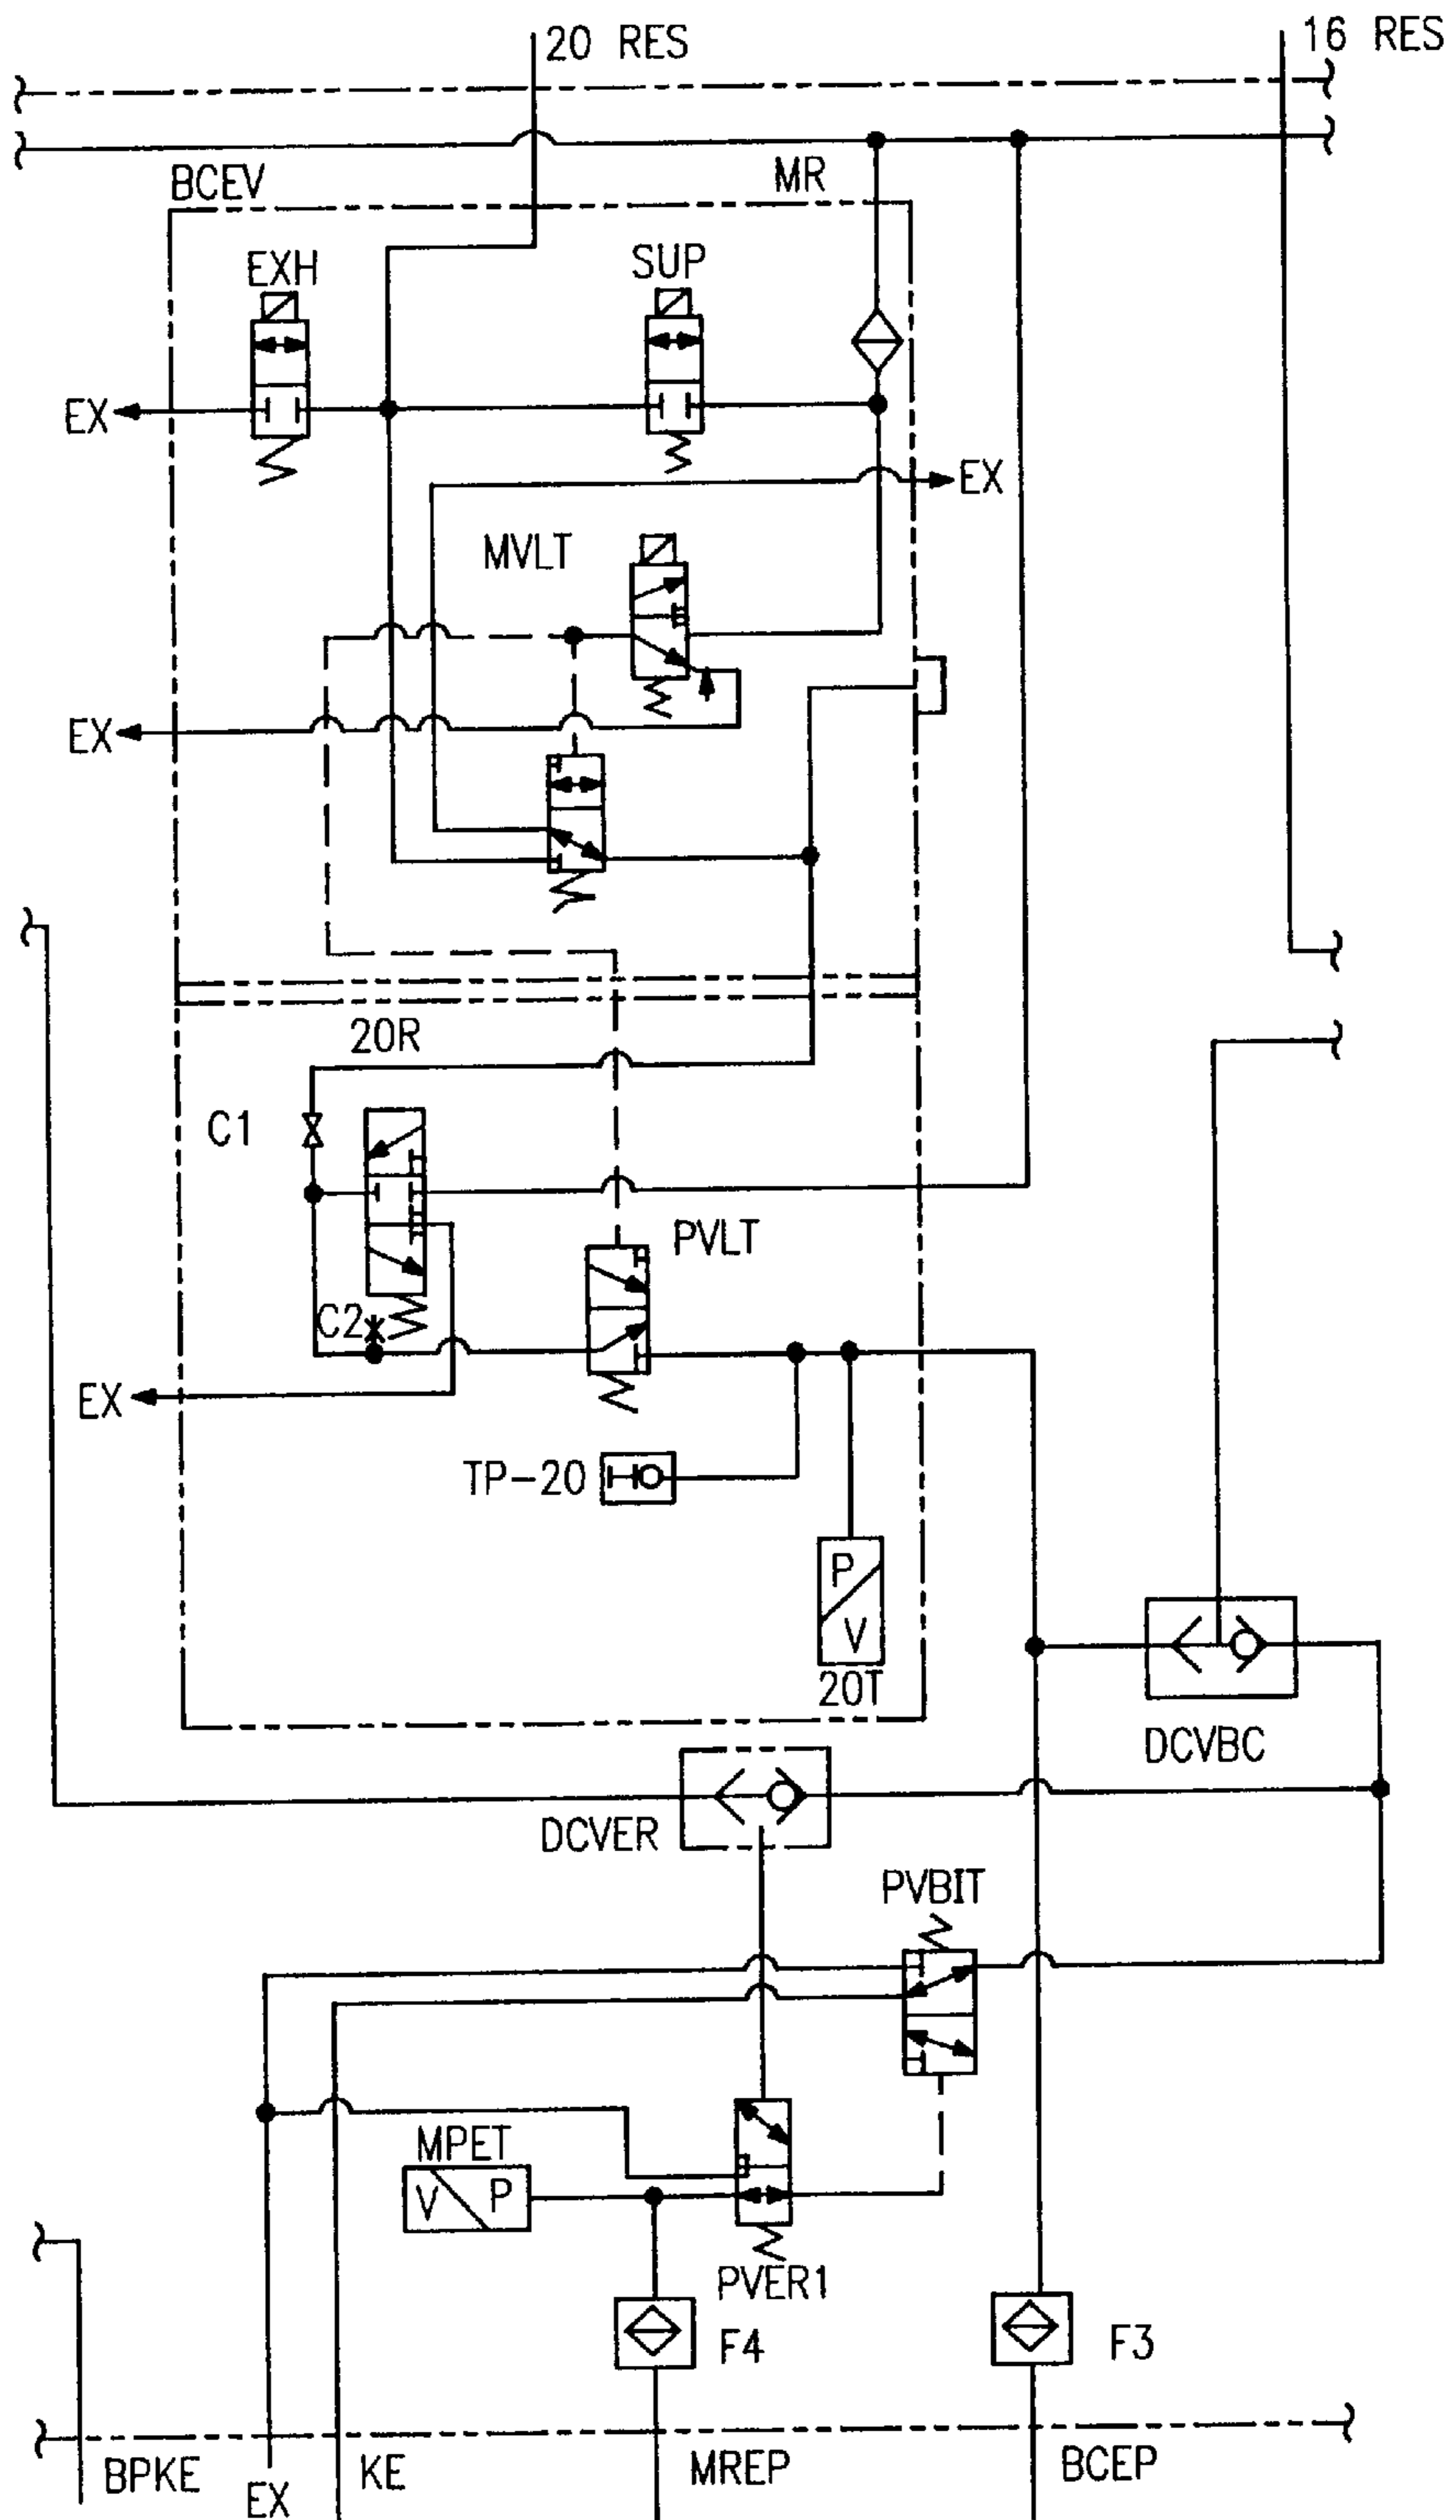 20 RES
16 RES
BCEV
MR
EXH
SUP
EX
EX
MVLT
EX
20R
C1
PVLT
C2
EX
TP-20
P
V
20T
DCVBC
DCVER
PVBIT
MPET
V P
PVER1
F4
F3
BPKE
EX
KE
MREP
BCEP